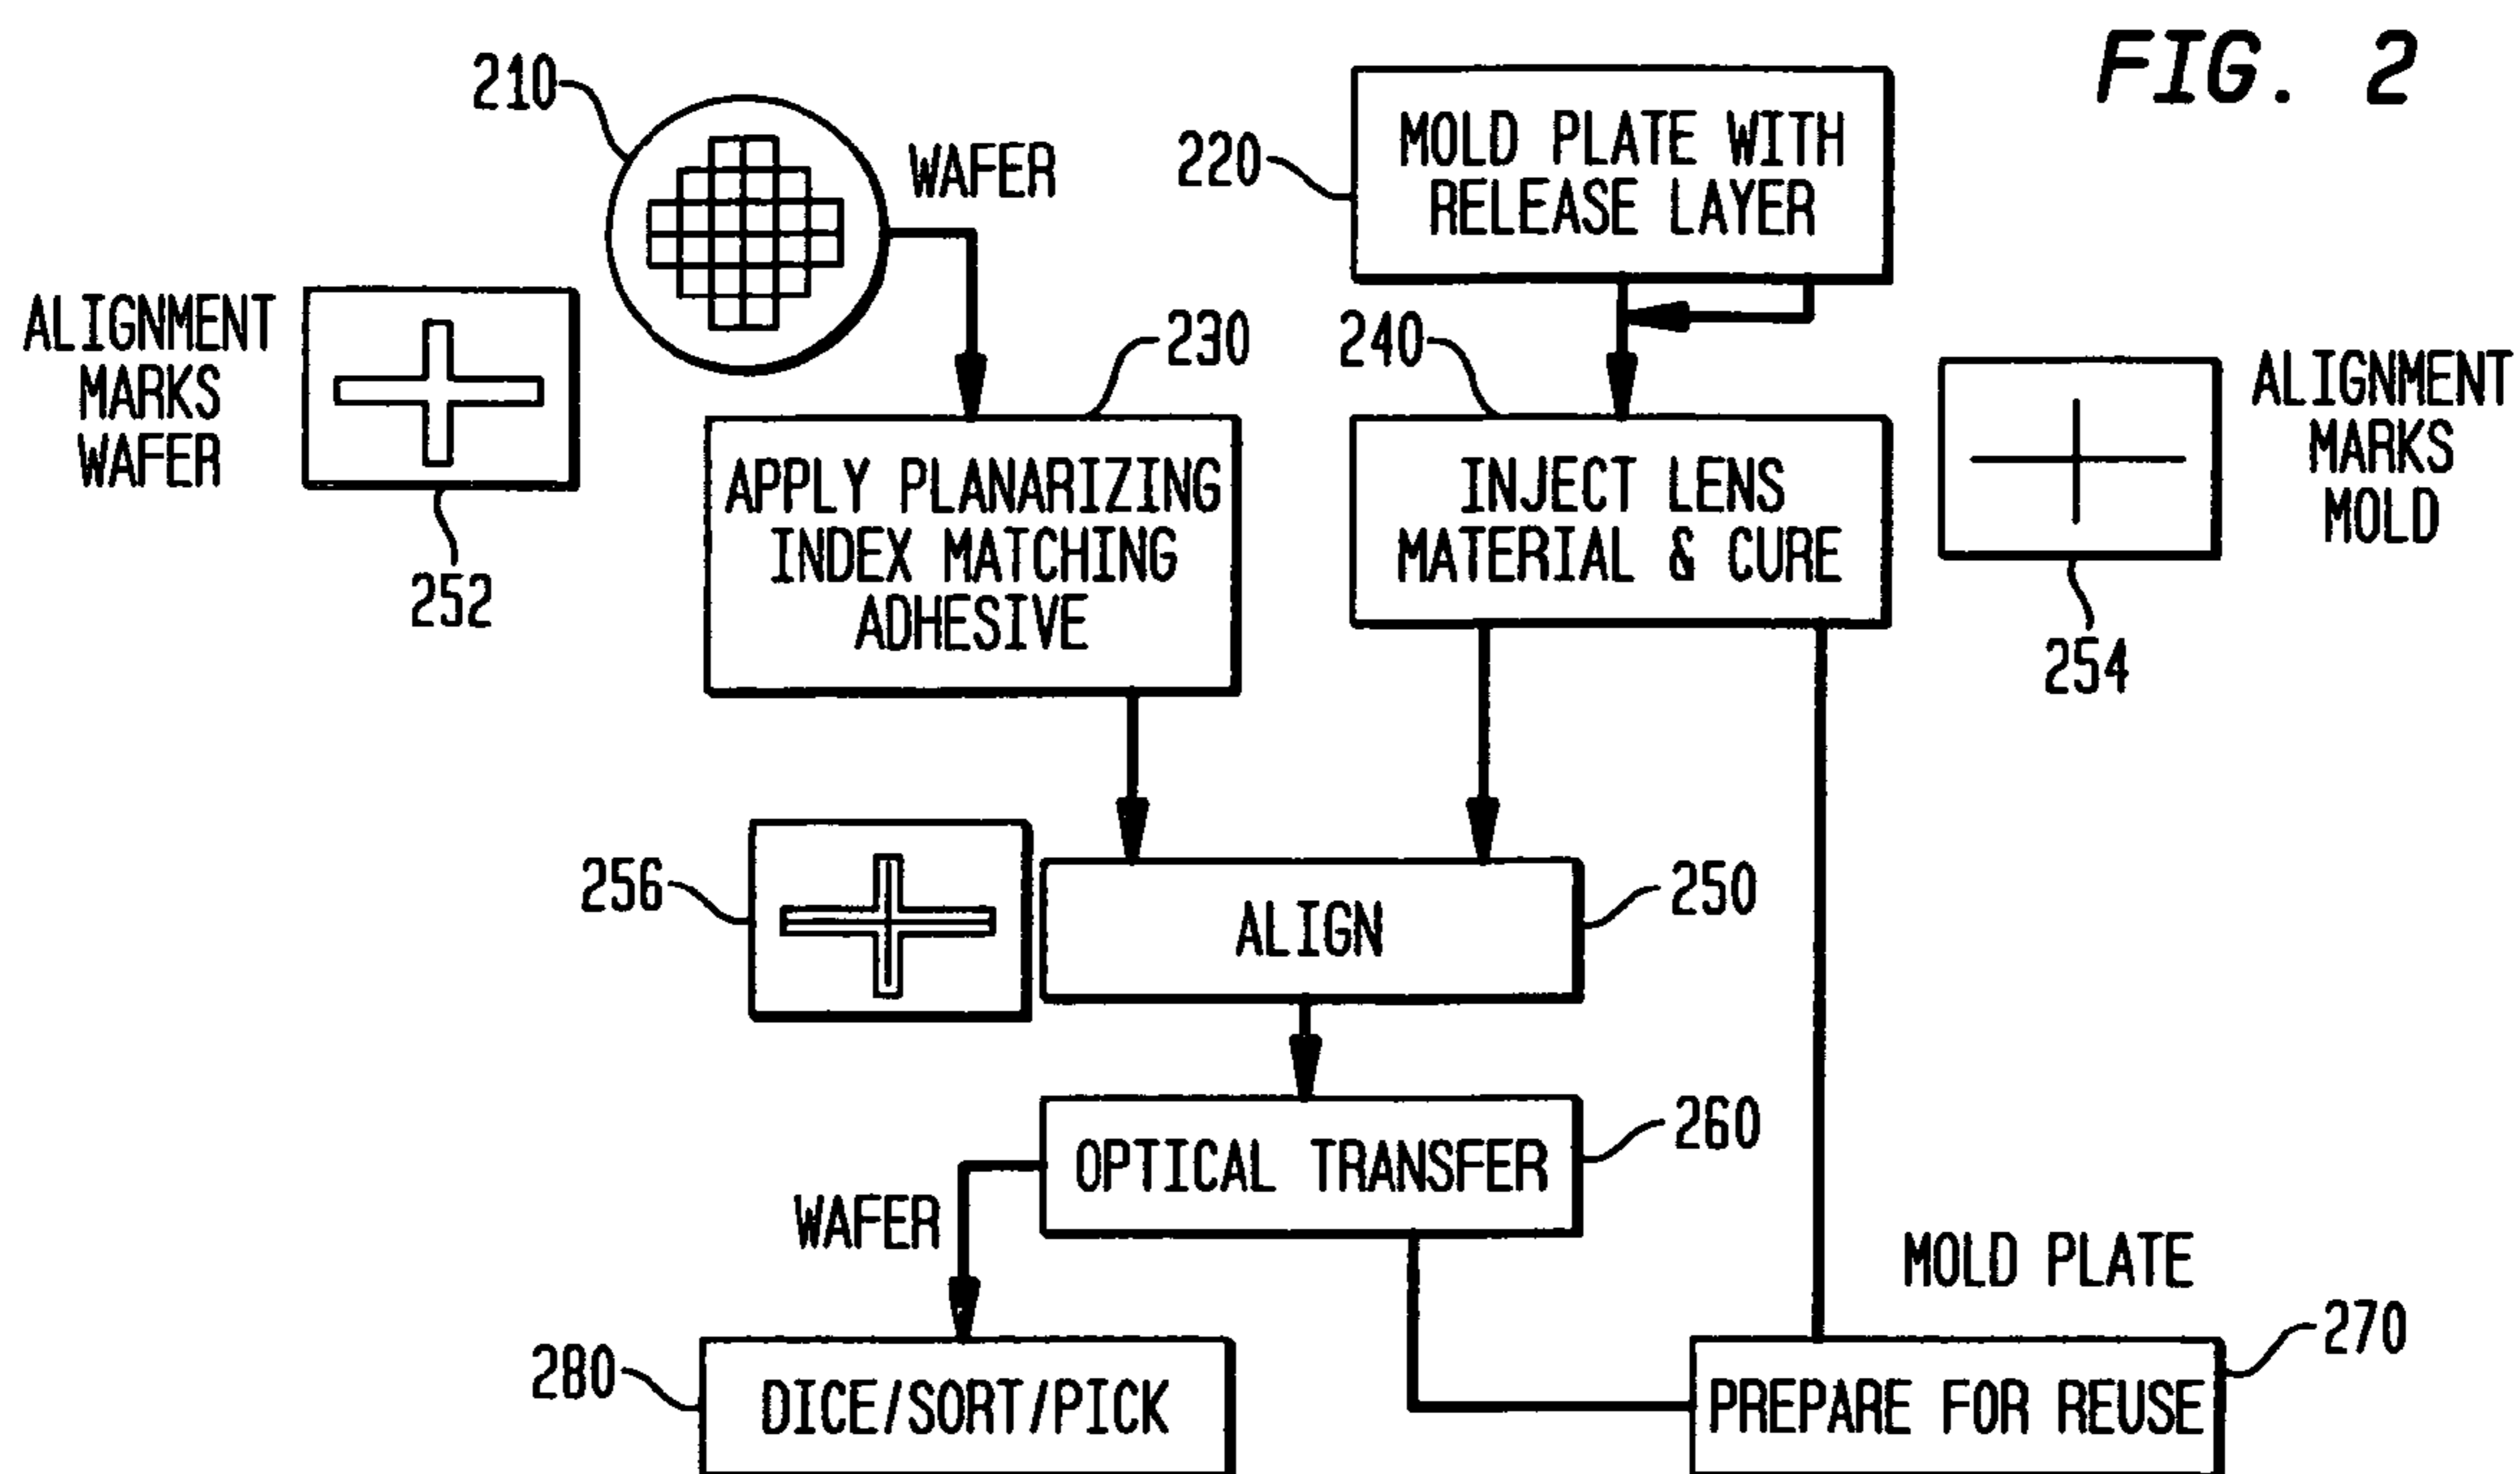 FIG. 2
210
WAFER
220
MOLD PLATE WITH
RELEASE LAYER
ALIGNMENT
MARKS
WAFER
252
230
240
APPLY PLANARIZING
INDEX MATCHING
ADHESIVE
INJECT LENS
MATERIAL & CURE
ALIGNMENT
MARKS
MOLD
254
256
ALIGN
250
OPTICAL TRANSFER
260
WAFER
MOLD PLATE
280
DICE/SORT/PICK
PREPARE FOR REUSE
270